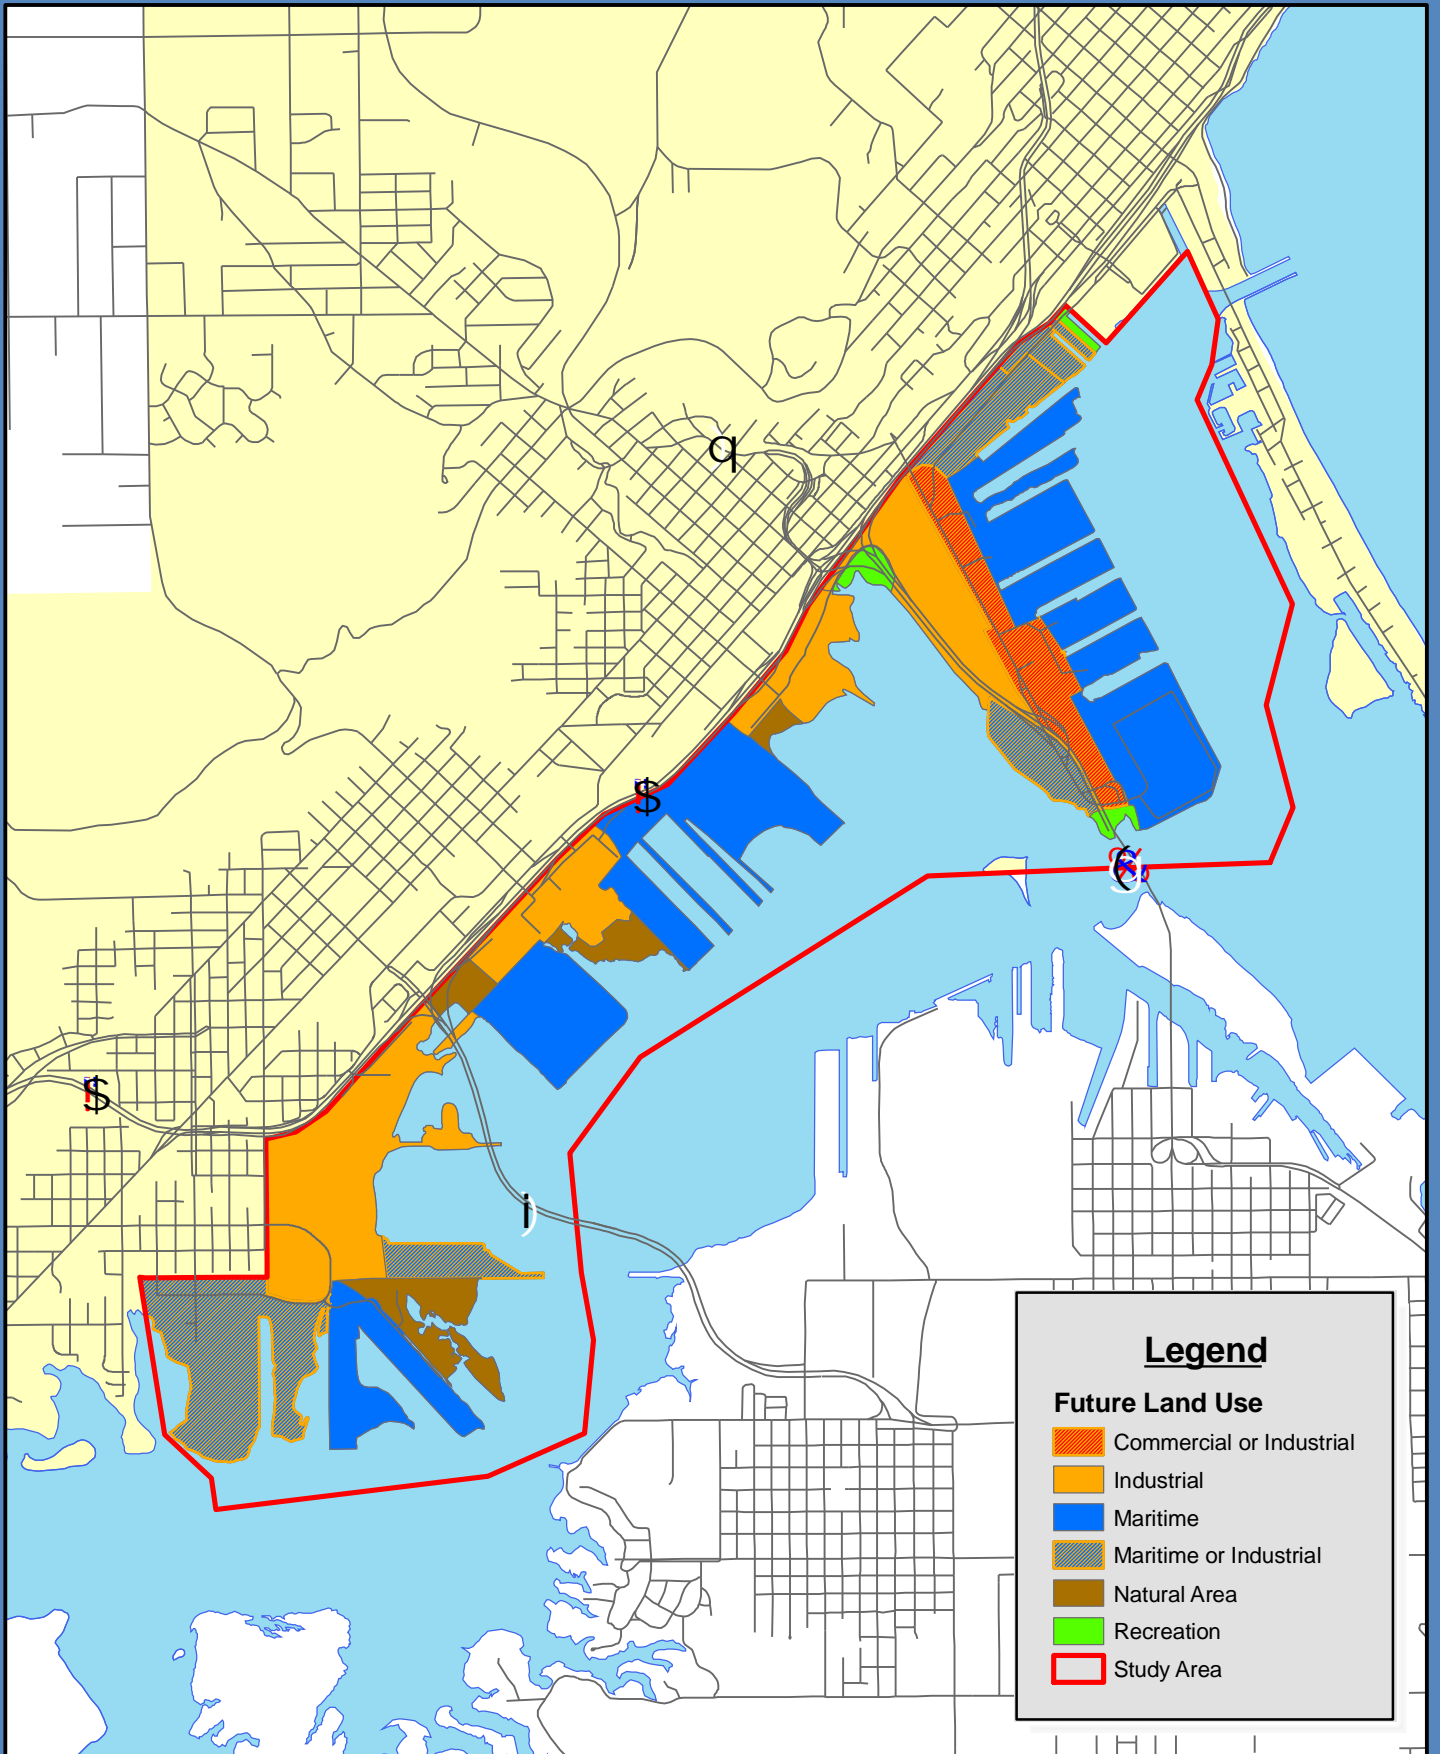 q
$
$
i
Legend
Future Land Use
Commercial or Industrial
Industrial
Maritime
Maritime or Industrial
Natural Area
Recreation
Study Area